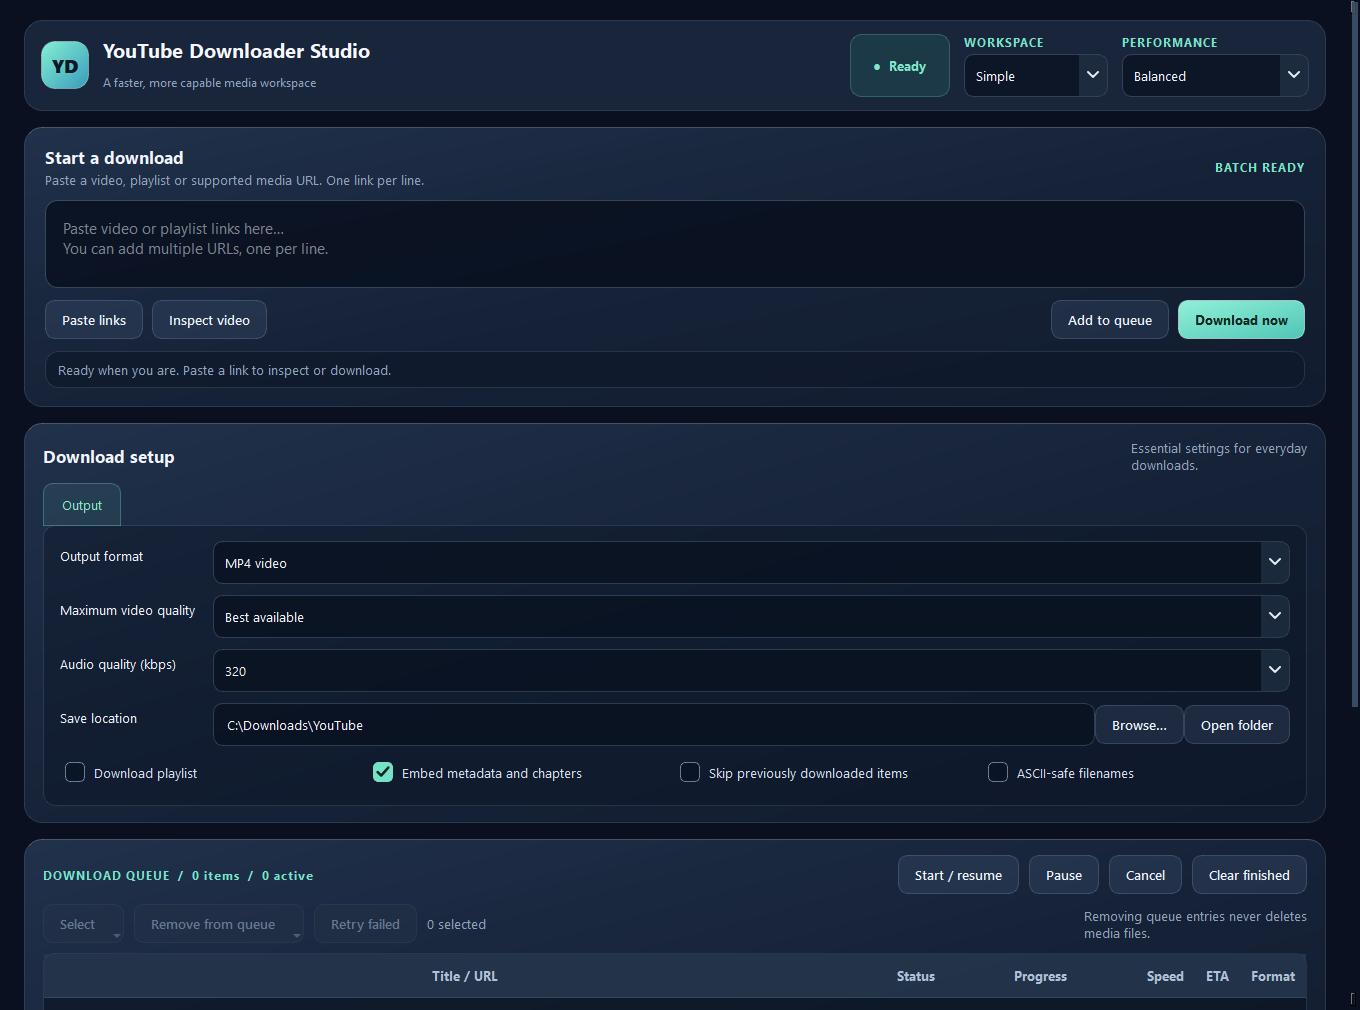 YD
YouTube Downloader Studio
A faster, more capable media workspace
Ready
WORKSPACE
Simple
PERFORMANCE
Balanced
Start a download
Paste a video, playlist or supported media URL. One link per line.
BATCH READY
Paste video or playlist links here...
You can add multiple URLs, one per line.
Paste links
Inspect video
Add to queue
Download now
Ready when you are. Paste a link to inspect or download.
Download setup
Essential settings for everyday
downloads.
Output
Output format
MP4 video
Maximum video quality
Best available
Audio quality (kbps)
320
Save location
C:\Downloads\YouTube
Browse...
Open folder
Download playlist
Embed metadata and chapters
Skip previously downloaded items
ASCII-safe filenames
DOWNLOAD QUEUE / 0 items / 0 active
Start / resume
Pause
Cancel
Clear finished
Select
Remove from queue
Retry failed
0 selected
Removing queue entries never deletes
media files.
Title / URL
Status
Progress
Speed
ETA
Format